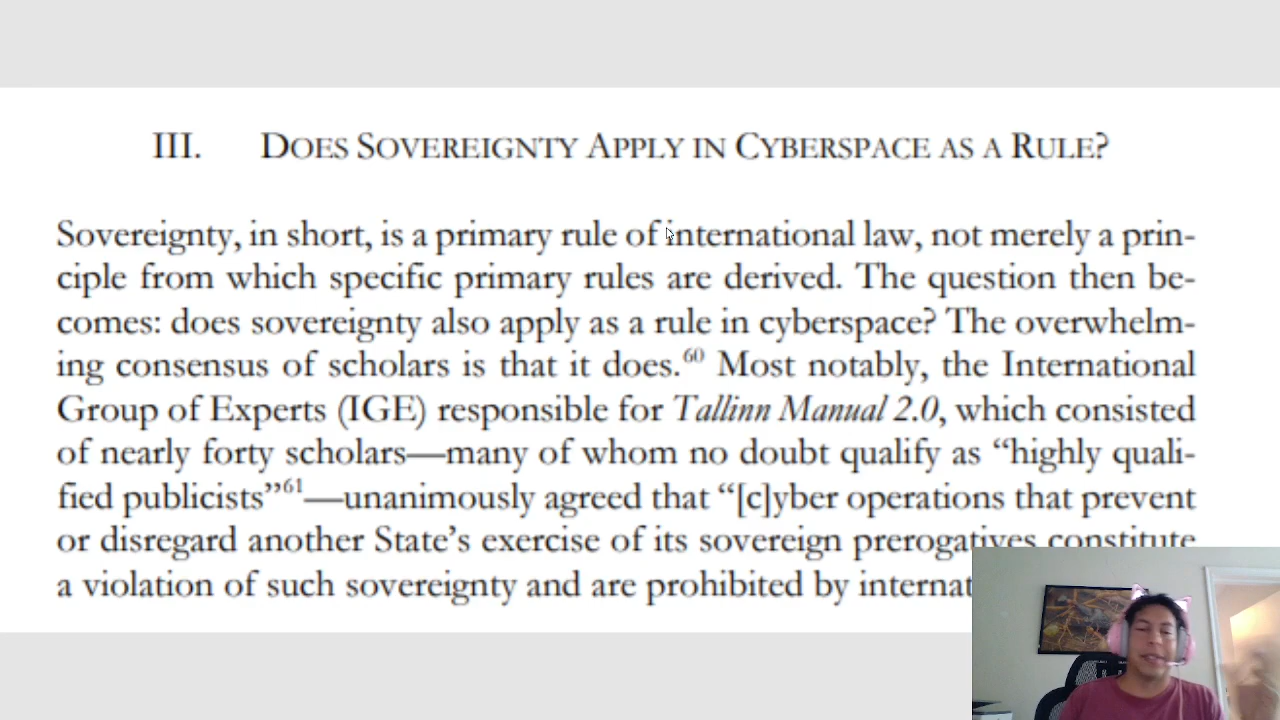 III. DOES SOVEREIGNTY APPLY IN CYBERSPACE AS A RULE?
Sovereignty, in short, is a primary rule of international law, not merely a prin-
ciple from which specific primary rules are derived. The question then be-
comes: does sovereignty also apply as a rule in cyberspace? The overwhelm-
ing consensus of scholars is that it does.60 Most notably, the International
Group of Experts (IGE) responsible for Tallinn Manual 2.0, which consisted
of nearly forty scholars—many of whom no doubt qualify as “highly quali-
fied publicists”61—unanimously agreed that “[c]yber operations that prevent
or disregard another State’s exercise of its sovereign prerogatives constitute
a violation of such sovereignty and are prohibited by internat